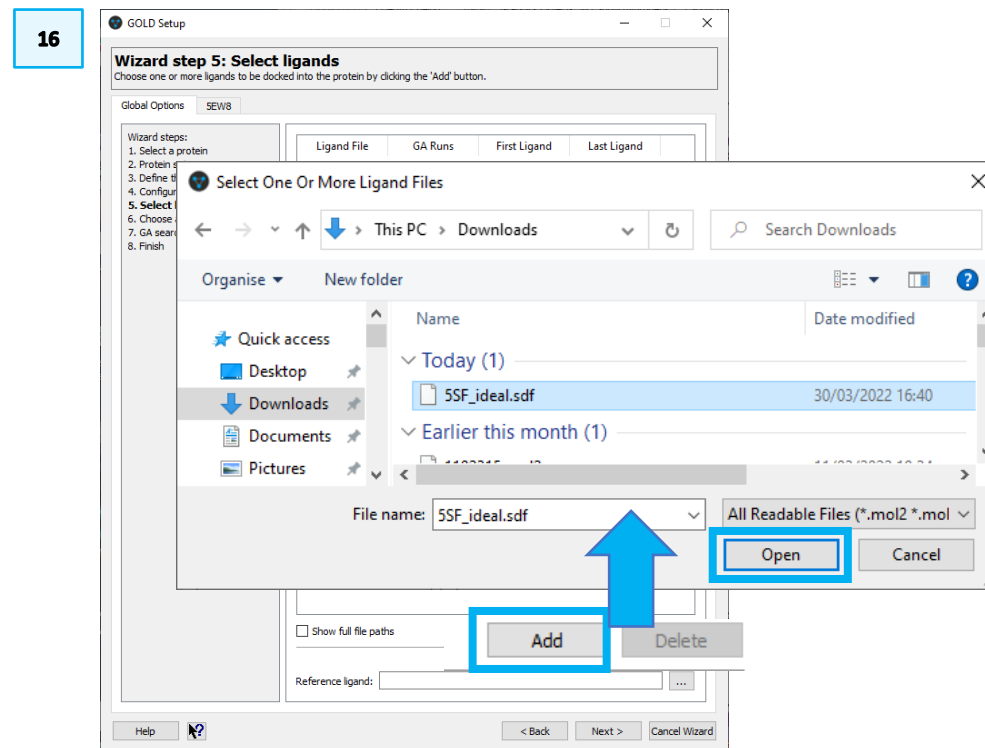 16
GOLD Setup
Wizard step 5: Select ligands
Choose one or more ligands to be docked into the protein by clicking the 'Add' button.
Global Options 5EW8
Wizard steps:
1. Select a protein
2. Protein s
3. Define t
4. Configur
5. Select
6. Choose
7. GA sear
8. Finish
Ligand File GA Runs First Ligand Last Ligand
Select One Or More Ligand Files
This PC > Downloads
Search Downloads
Organise New folder
Quick access
Desktop
Downloads
Documents
Pictures
Name Date modified
Today (1)
5SF_ideal.sdf 30/03/2022 16:40
Earlier this month (1)
File name: 5SF_ideal.sdf All Readable Files (*.mol2 *.mol
Open Cancel
Show full file paths
Add Delete
Reference ligand: ...
Help < Back Next > Cancel Wizard